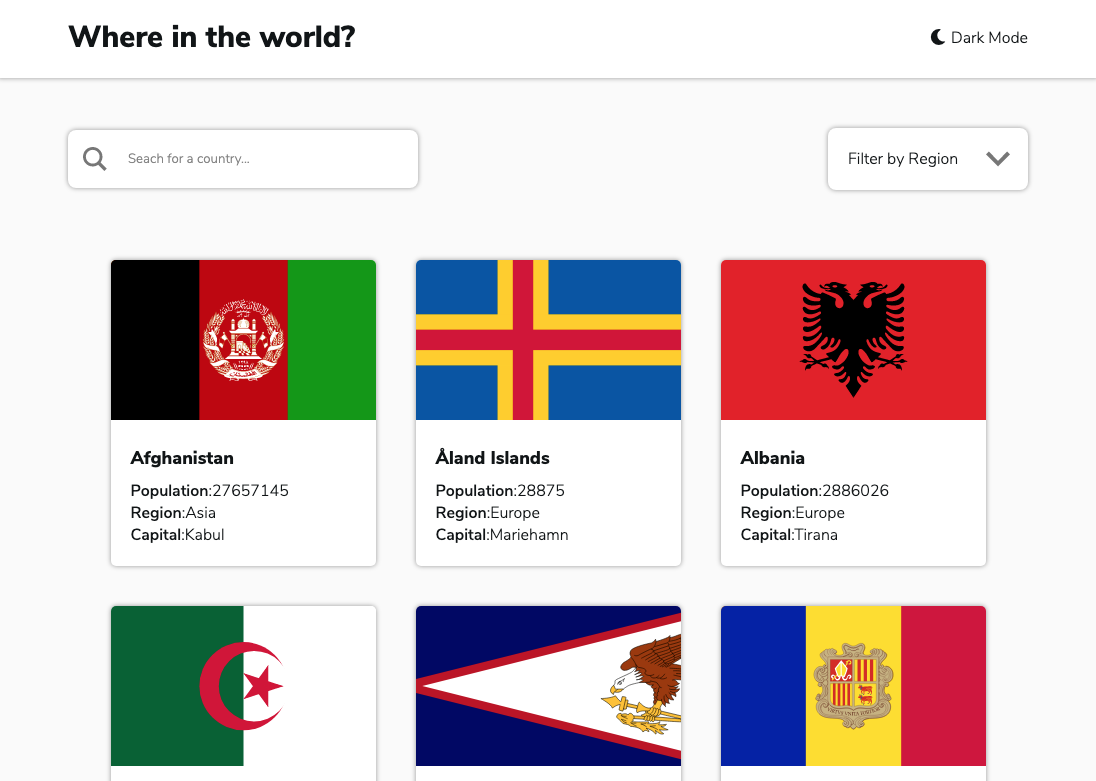 Where in the world?
Dark Mode
Seach for a country...
Filter by Region
Afghanistan
Population:27657145
Region:Asia
Capital:Kabul
Åland Islands
Population:28875
Region:Europe
Capital:Mariehamn
Albania
Population:2886026
Region:Europe
Capital:Tirana